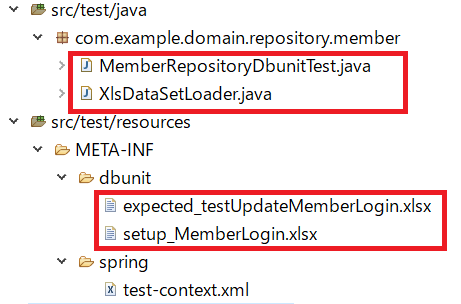 src/test/java
com.example.domain.repository.member
MemberRepositoryDbunitTest.java
XlsDataSetLoader.java
src/test/resources
META-INF
dbunit
expected_testUpdateMemberLogin.xlsx
setup_MemberLogin.xlsx
spring
test-context.xml